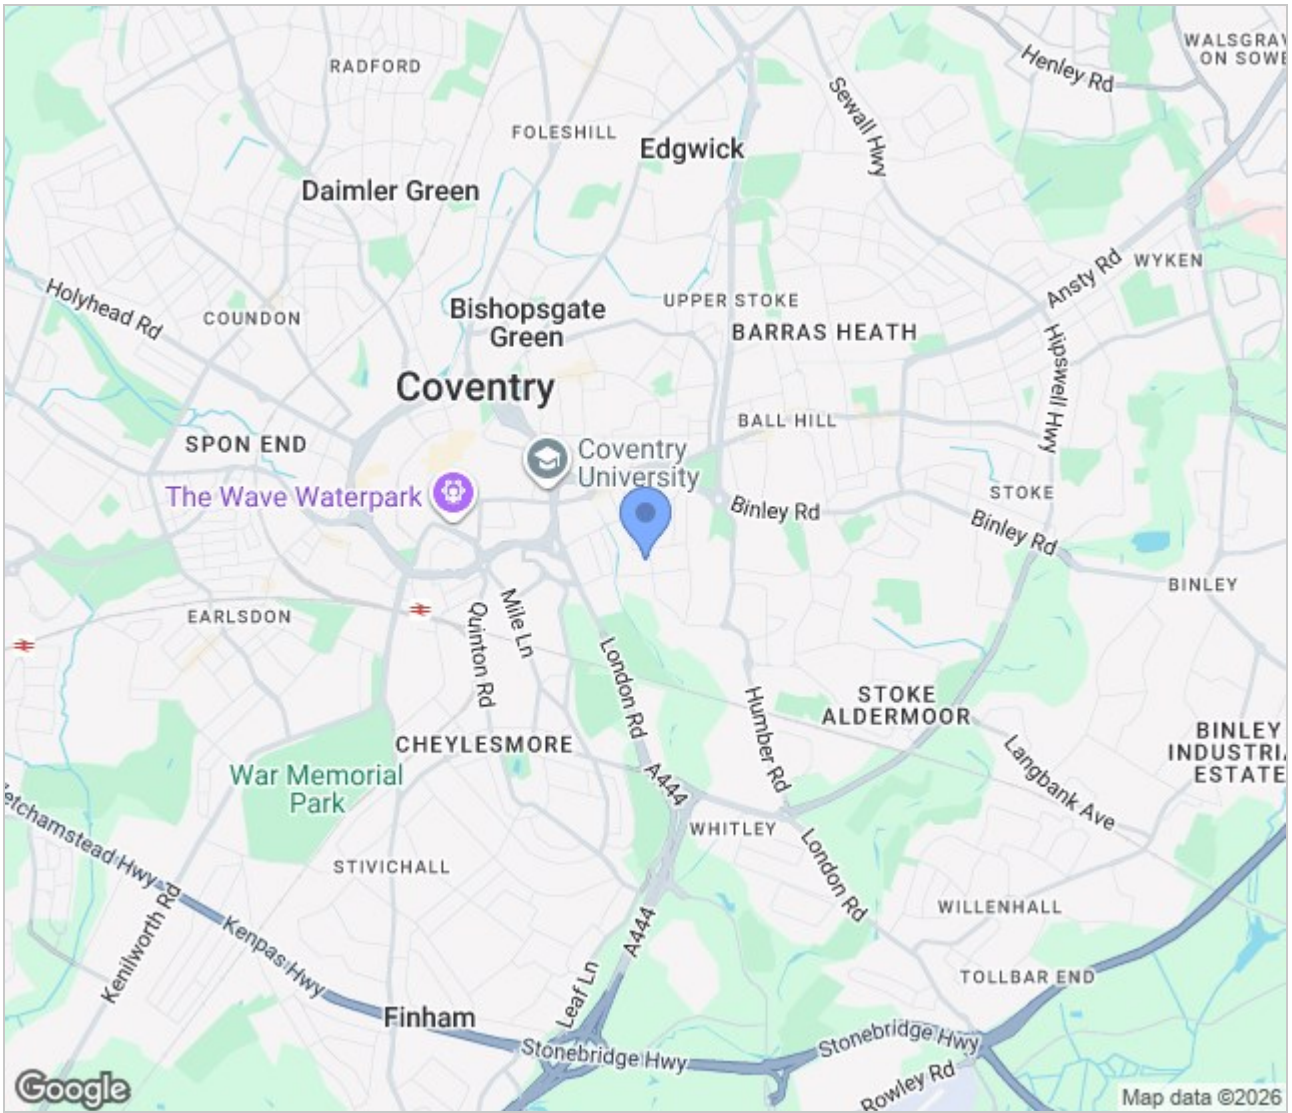 RADFORD
Henley Rd
WALSGRAV
ON SOWE
Sewall Hwy
FOLESHILL
Edgwick
Daimler Green
Ansty Rd
WYKEN
Holyhead Rd
COUNDON
Bishopsgate
Green
UPPER STOKE
BARRAS HEATH
Hipswell Hwy
Coventry
BALL HILL
SPON END
Coventry
University
The Wave Waterpark
STOKE
Binley Rd
Binley Rd
BINLEY
EARLSDON
Mile Ln
Quinton Rd
London Rd
STOKE
ALDERMOOR
Humber Rd
CHEYLESMORE
BINLEY
INDUSTRIA
ESTATE
Langbank Ave
War Memorial
Park
A444
WHITLEY
London Rd
etchamstead Hwy
STIVICHALL
Kenilworth Rd
WILLENHALL
Kenpas Hwy
A444
TOLLBAR END
Leaf Ln
Finham
Stonebridge Hwy
Stonebridge Hwy
Rowley Rd
Google
Map data ©2026